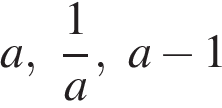 a, 1/a, a − 1